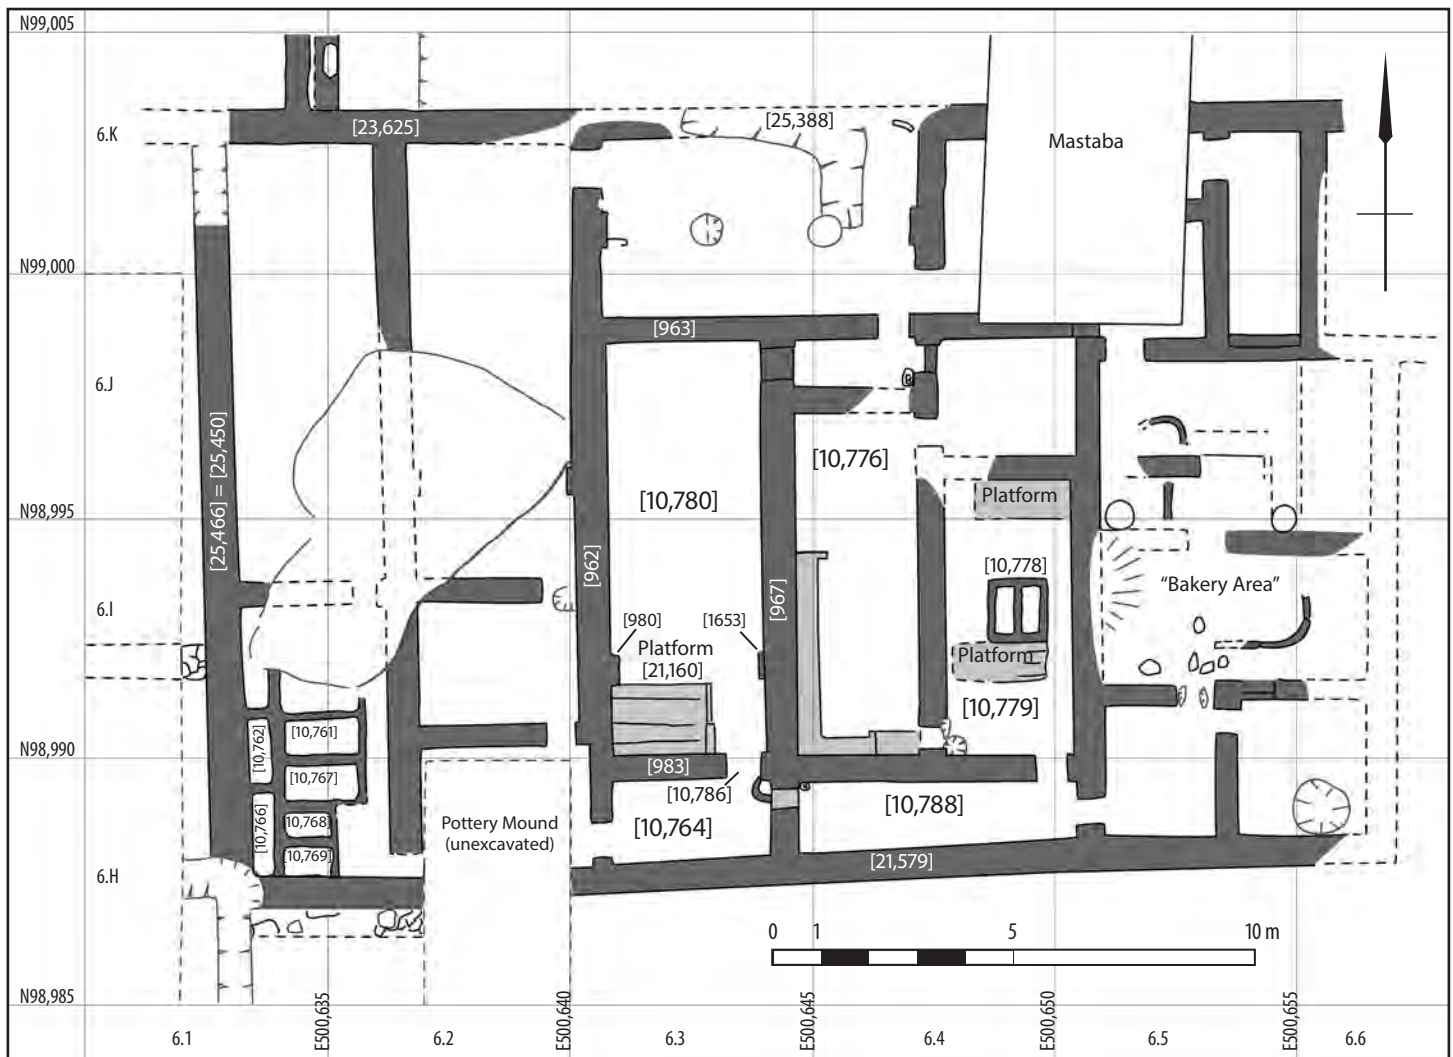 N99,005
6.K
[23,625]
[25,388]
Mastaba
N99,000
[963]
6.J
[25,466] = [25,450]
[10,776]
[10,780]
Platform
N98,995
[962]
[967]
[10,778]
"Bakery Area"
6.I
[980]
[1653]
Platform
[21,160]
Platform
[10,779]
[10,762]
[10,761]
N98,990
[983]
[10,767]
[10,786]
[10,788]
[10,766]
[10,768]
Pottery Mound
(unexcavated)
[10,764]
[10,769]
[21,579]
6.H
0
1
5
10 m
N98,985
6.1
E500,635
6.2
E500,640
6.3
E500,645
6.4
E500,650
6.5
E500,655
6.6